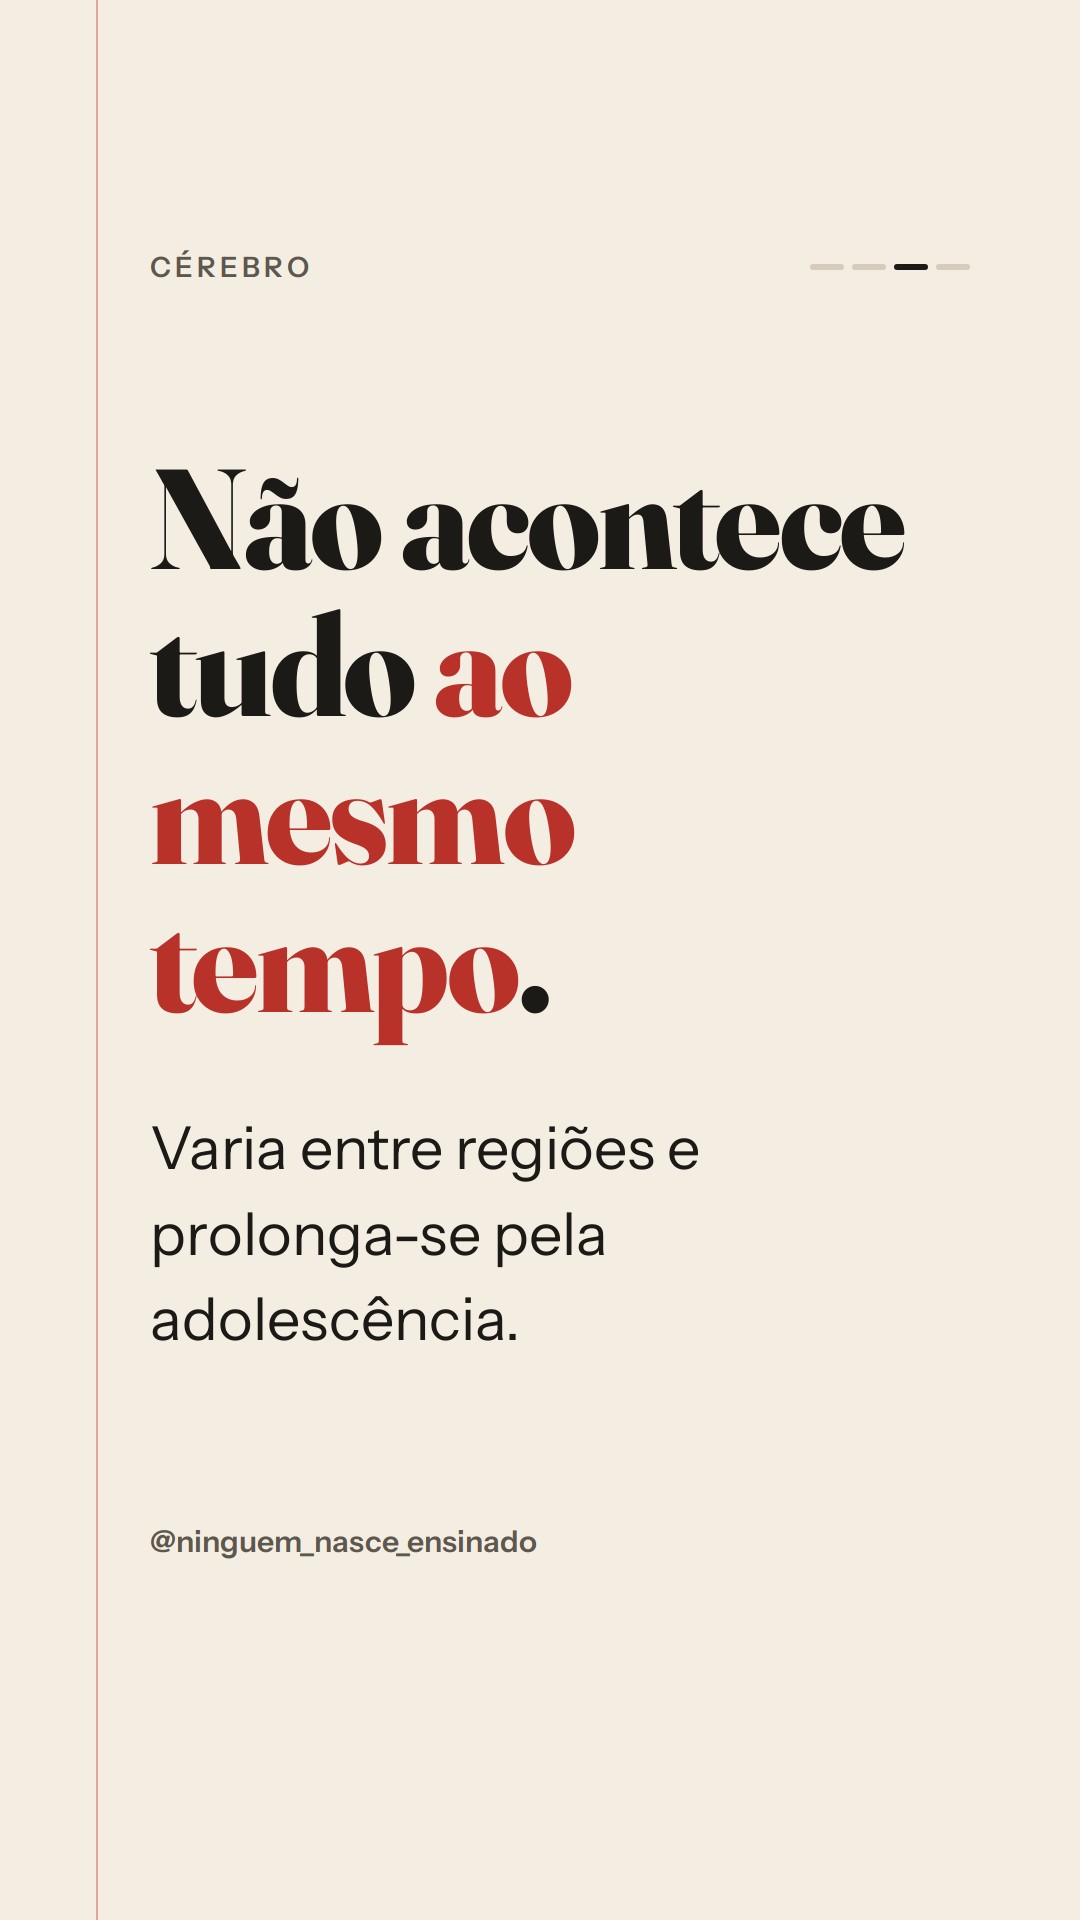 CÉREBRO
Não acontece
tudo ao
mesmo
tempo.
Varia entre regiões e
prolonga-se pela
adolescência.
@ninguem_nasce_ensinado